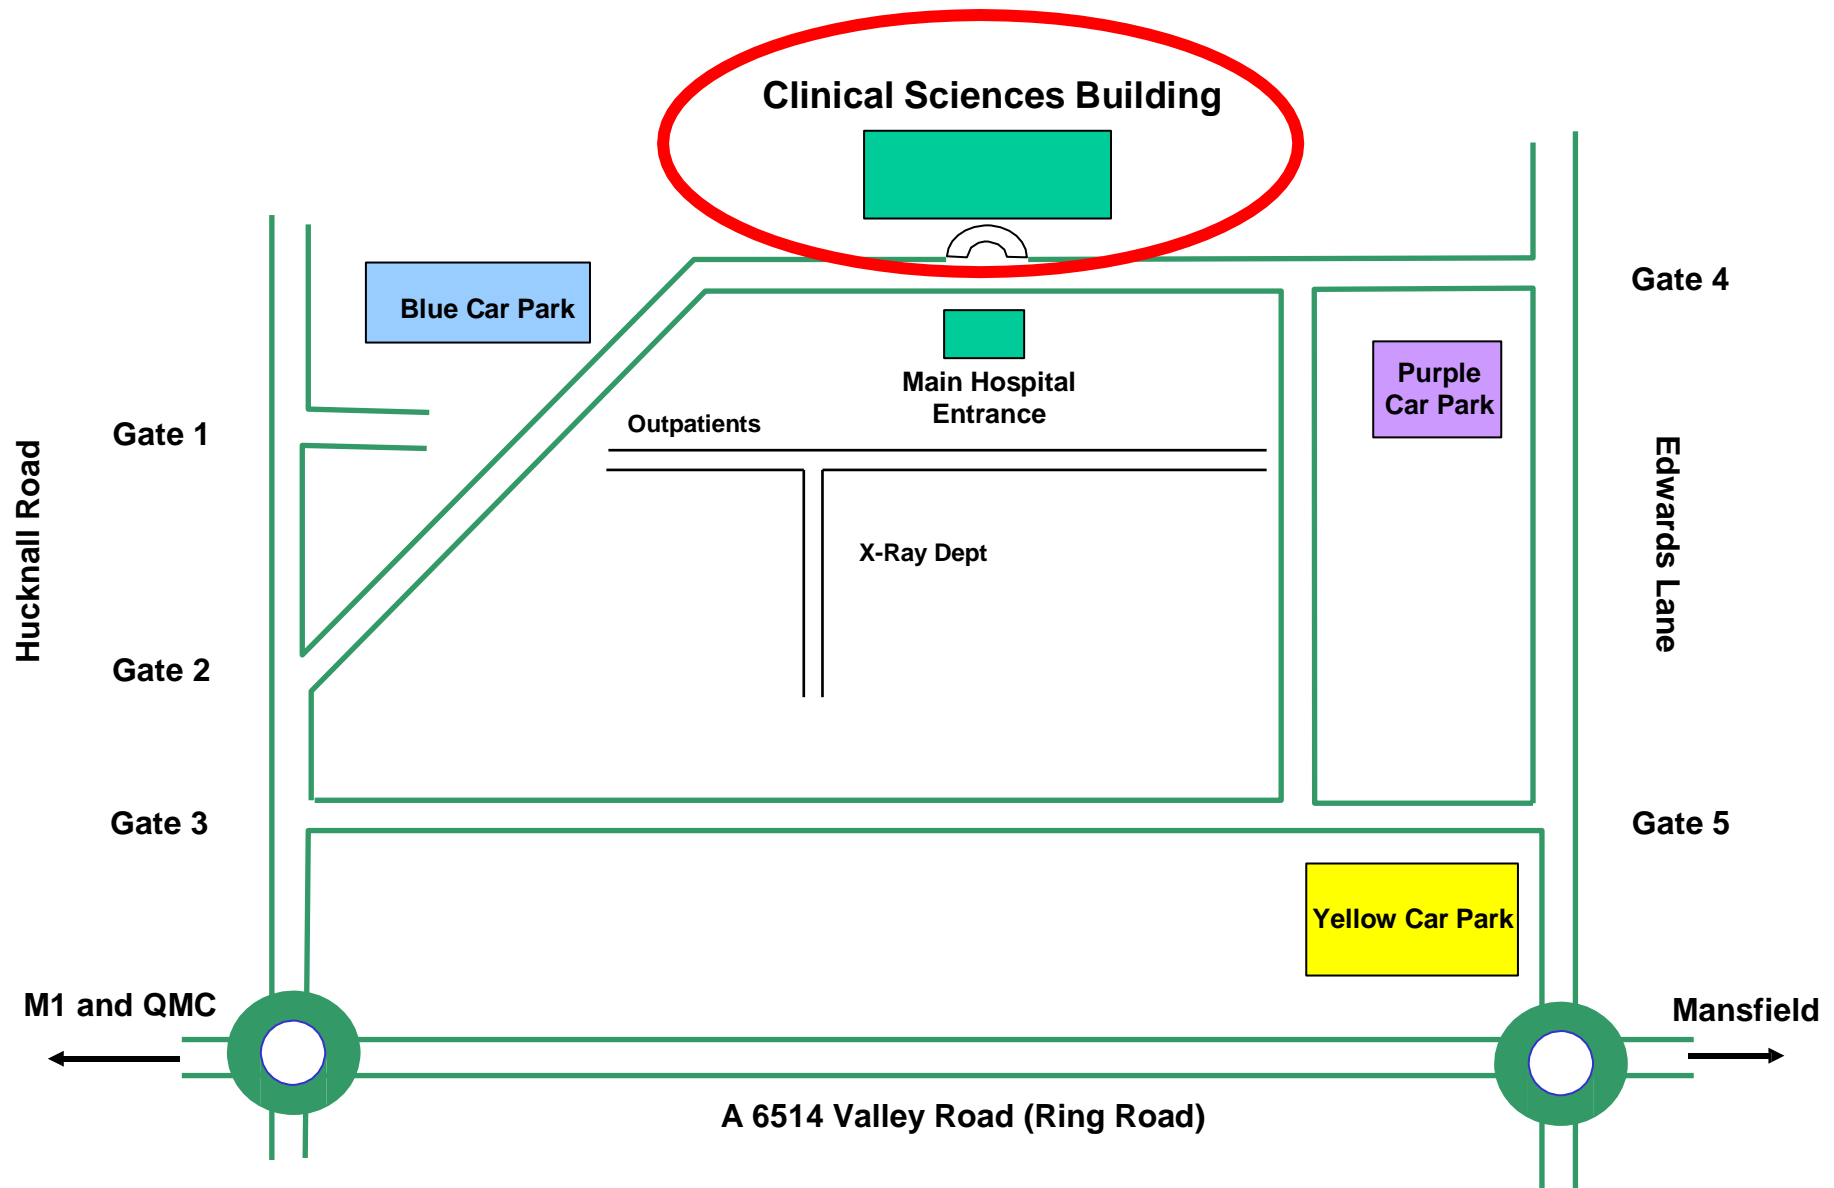 Clinical Sciences Building
Gate 4
Blue Car Park
Purple
Car Park
Main Hospital
Entrance
Outpatients
Gate 1
Hucknall Road
Edwards Lane
X-Ray Dept
Gate 2
Gate 3
Gate 5
Yellow Car Park
M1 and QMC
Mansfield
A 6514 Valley Road (Ring Road)